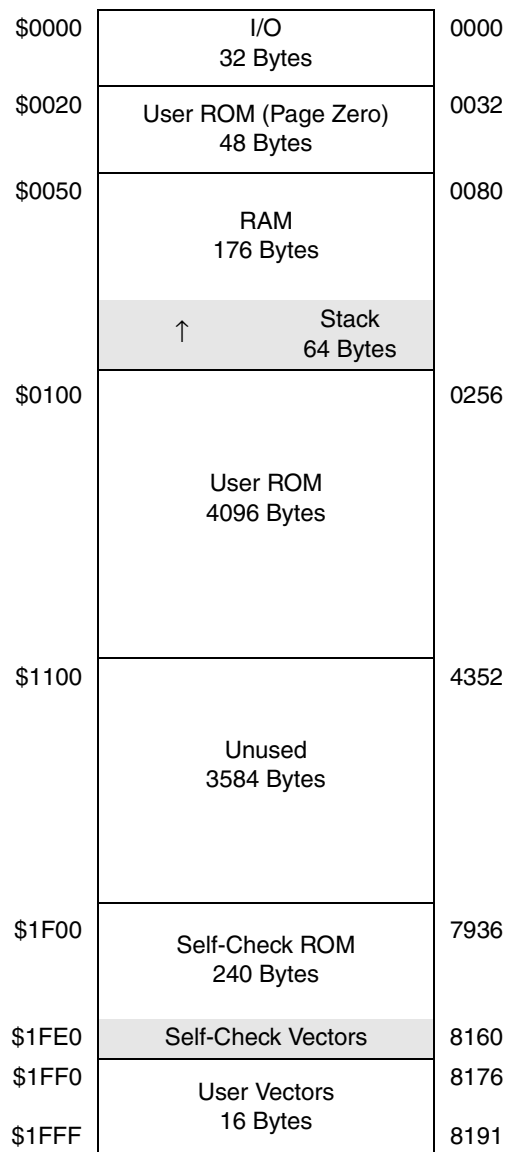 $0000 I/O 0000
32 Bytes
$0020 User ROM (Page Zero) 0032
48 Bytes
$0050 0080
RAM
176 Bytes
↑ Stack
64 Bytes
$0100 0256
User ROM
4096 Bytes
$1100 4352
Unused
3584 Bytes
$1F00 7936
Self-Check ROM
240 Bytes
$1FE0 Self-Check Vectors 8160
$1FF0 8176
User Vectors
16 Bytes
$1FFF 8191